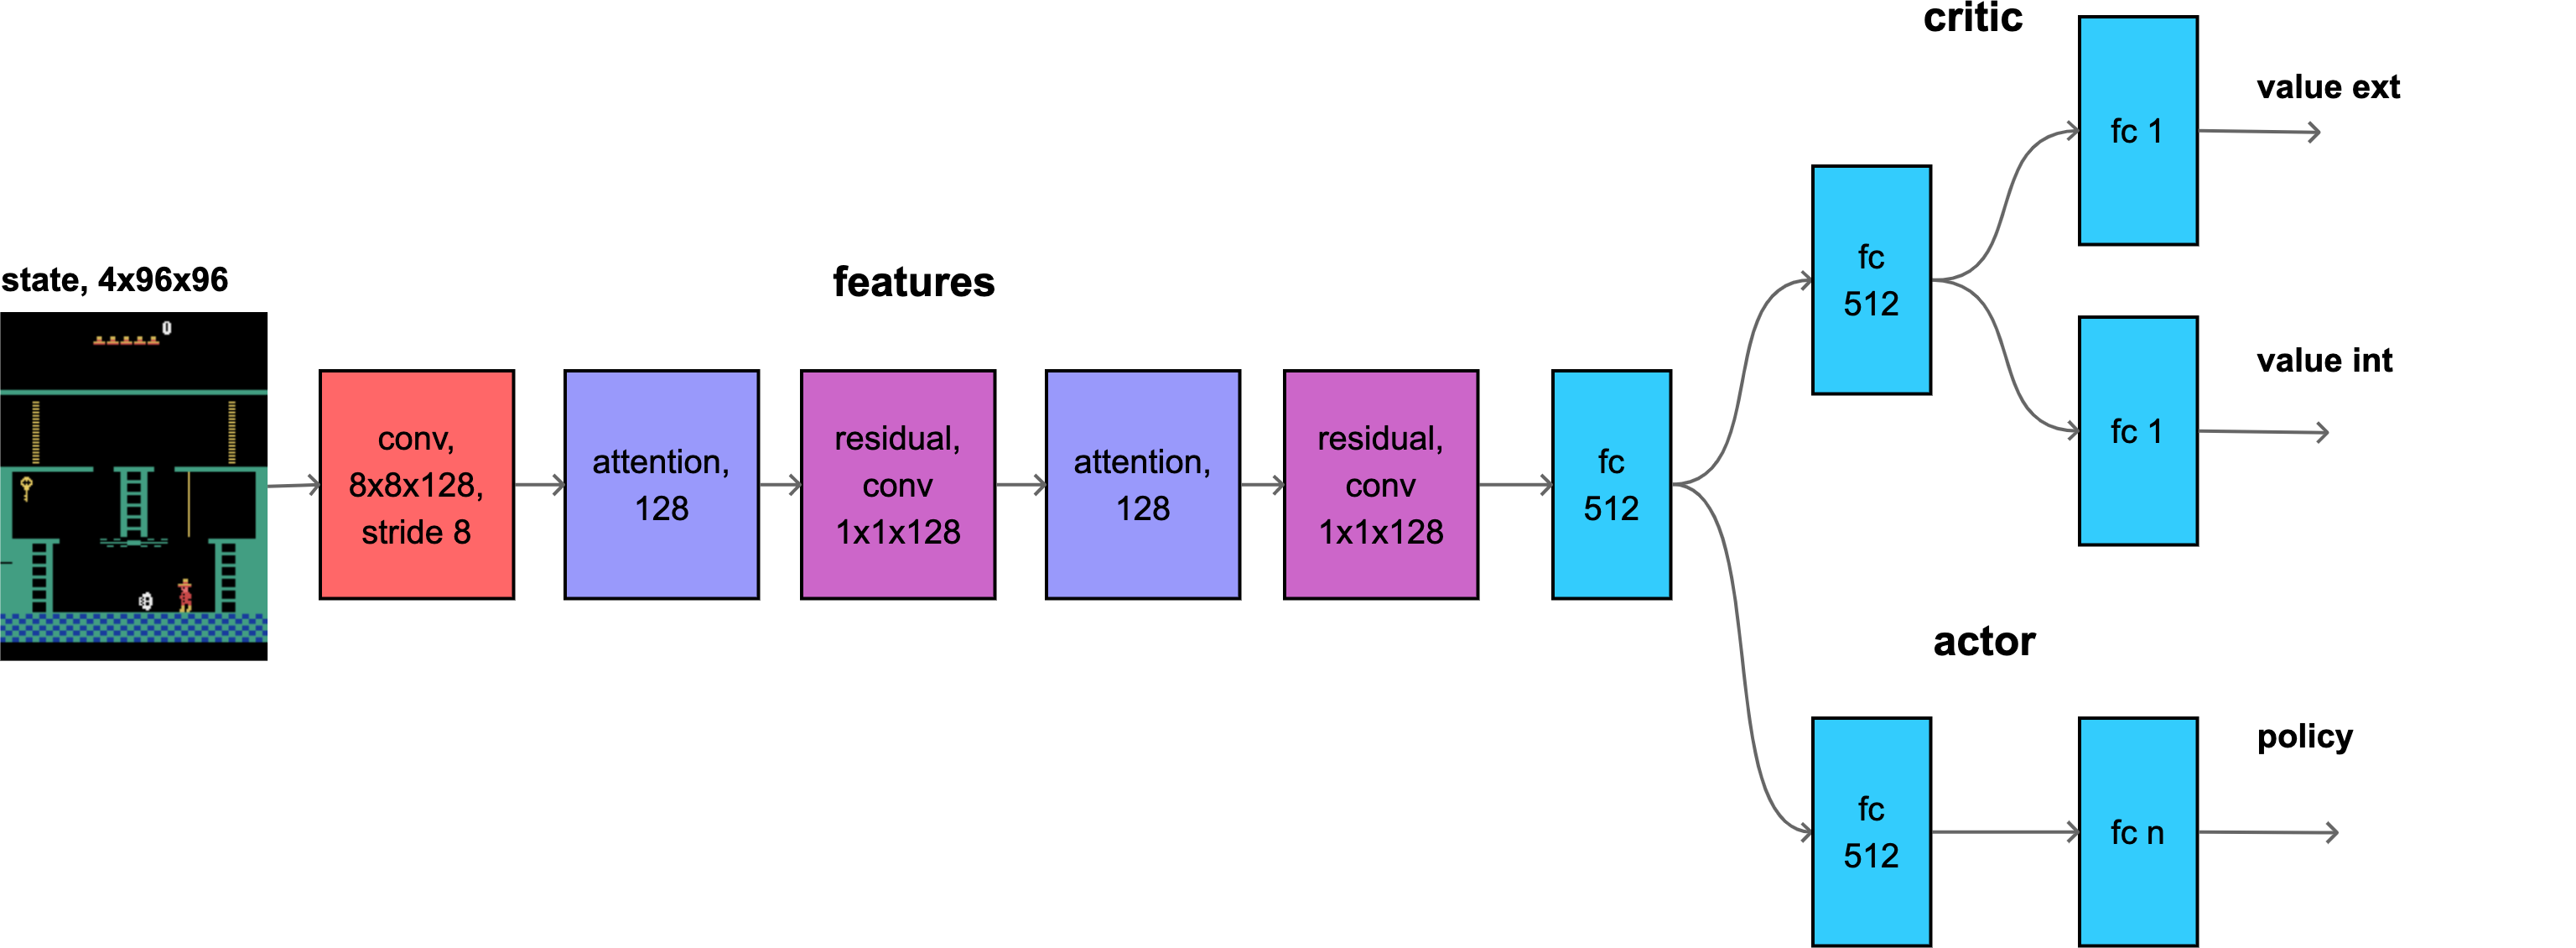 critic
value ext
fc 1
fc
512
value int
fc 1
state, 4x96x96
features
0
conv,
8x8x128,
stride 8
attention,
128
residual,
conv
1x1x128
attention,
128
residual,
conv
1x1x128
fc
512
actor
policy
fc
512
fc n